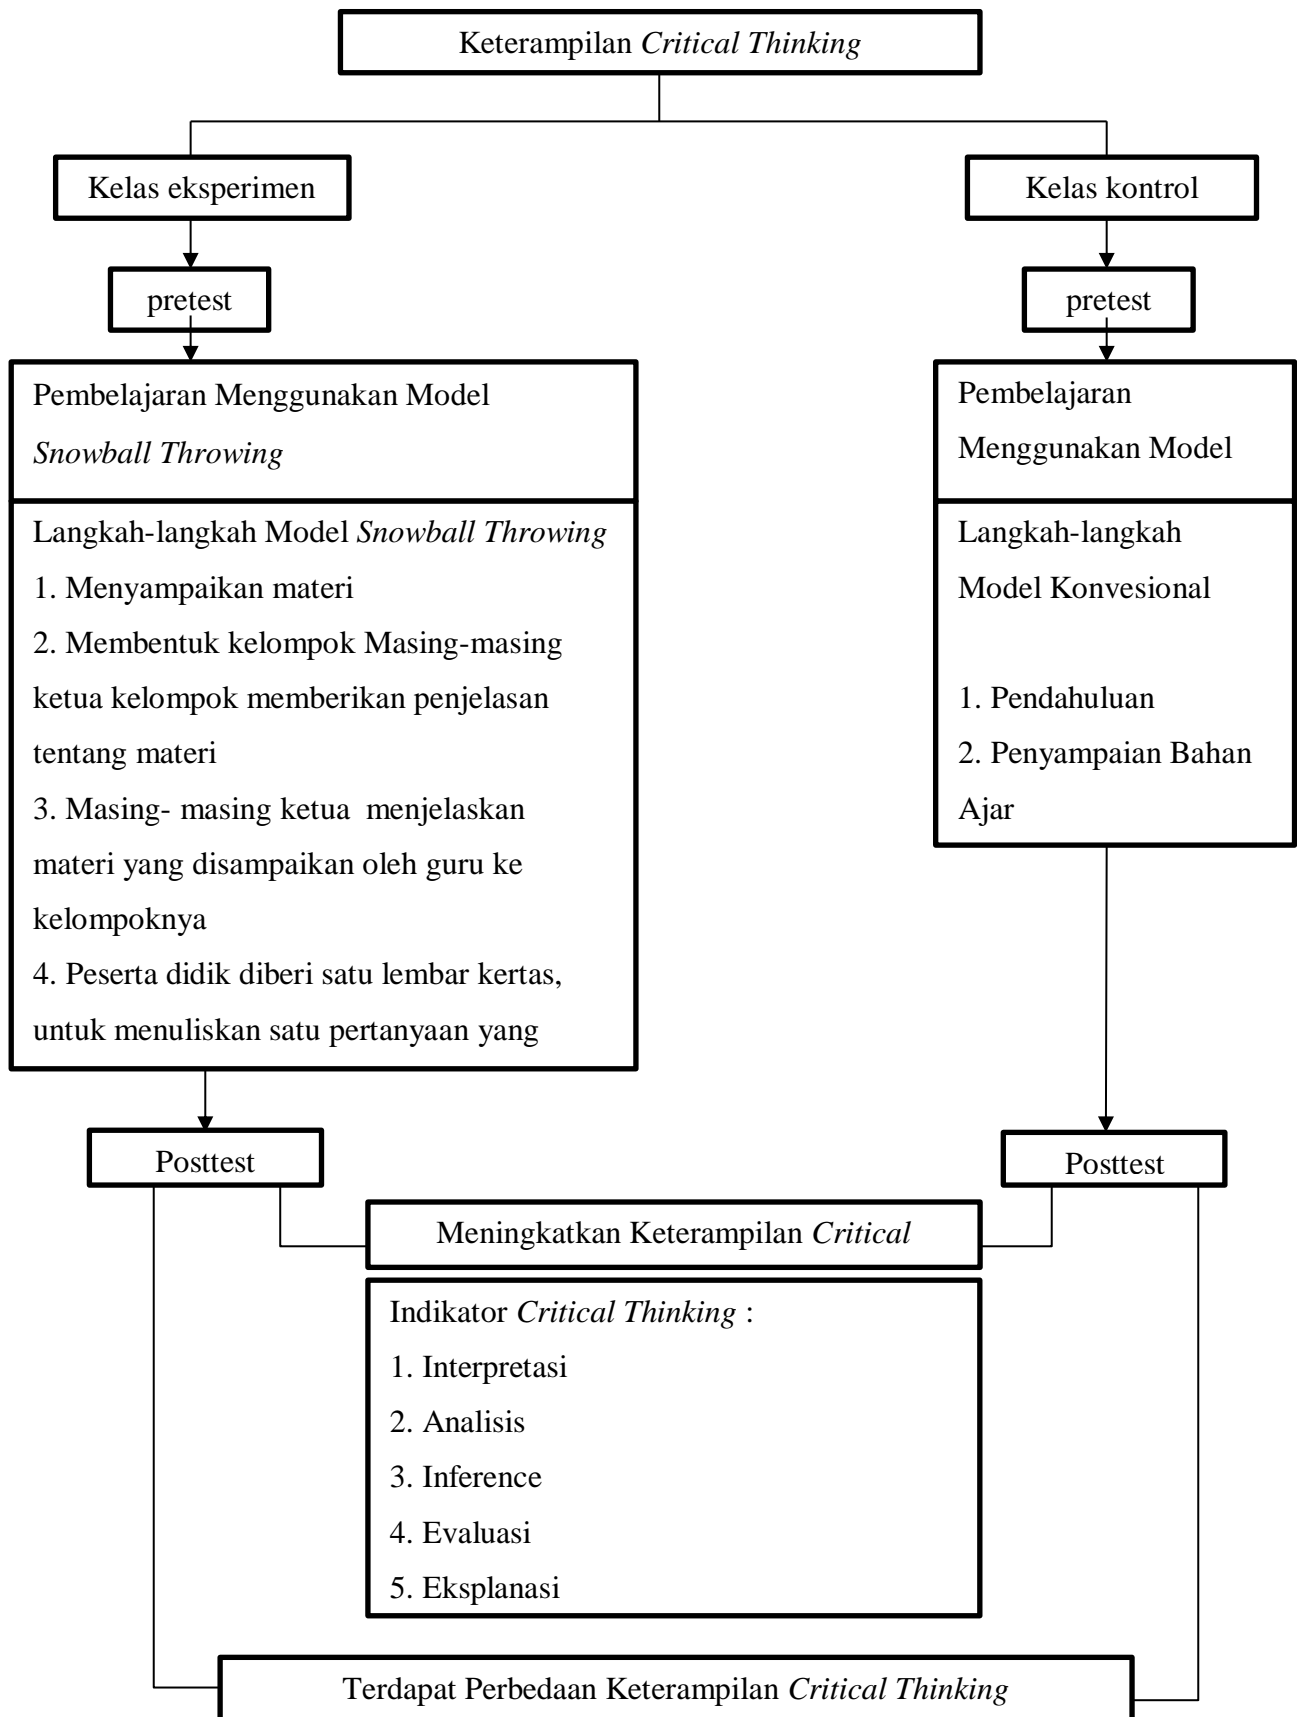 Keterampilan Critical Thinking
Kelas eksperimen
Kelas kontrol
pretest
pretest
Pembelajaran Menggunakan Model
Snowball Throwing
Pembelajaran
Menggunakan Model
Langkah-langkah Model Snowball Throwing
1. Menyampaikan materi
2. Membentuk kelompok Masing-masing
ketua kelompok memberikan penjelasan
tentang materi
3. Masing- masing ketua  menjelaskan
materi yang disampaikan oleh guru ke
kelompoknya
4. Peserta didik diberi satu lembar kertas,
untuk menuliskan satu pertanyaan yang
Langkah-langkah
Model Konvesional
1. Pendahuluan
2. Penyampaian Bahan
Ajar
Posttest
Posttest
Meningkatkan Keterampilan Critical
Indikator Critical Thinking :
1. Interpretasi
2. Analisis
3. Inference
4. Evaluasi
5. Eksplanasi
Terdapat Perbedaan Keterampilan Critical Thinking